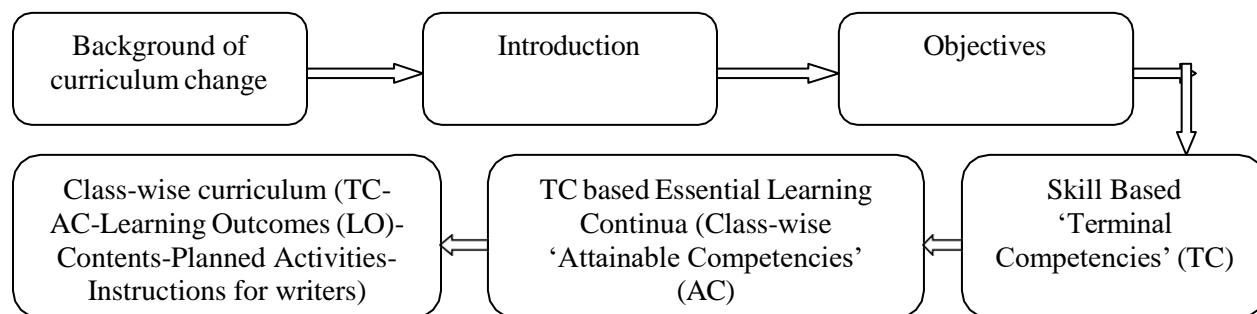 Background of
curriculum change
Introduction
Objectives
Skill Based
‘Terminal
Competencies’ (TC)
TC based Essential Learning
Continua (Class-wise
‘Attainable Competencies’
(AC)
Class-wise curriculum (TC-
AC-Learning Outcomes (LO)-
Contents-Planned Activities-
Instructions for writers)